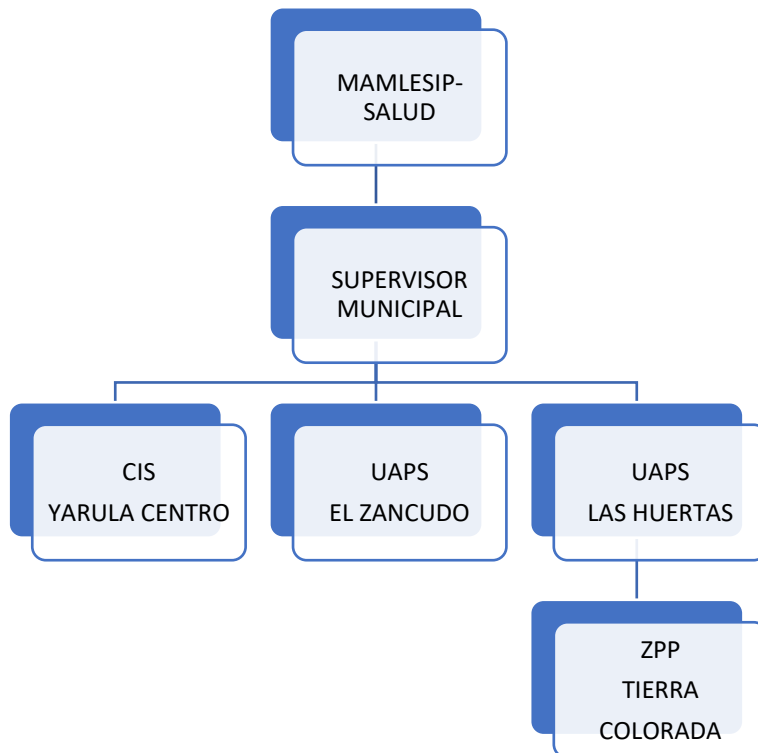 MAMLESIP-
SALUD
SUPERVISOR
MUNICIPAL
CIS
YARULA CENTRO
UAPS
EL ZANCUDO
UAPS
LAS HUERTAS
ZPP
TIERRA
COLORADA